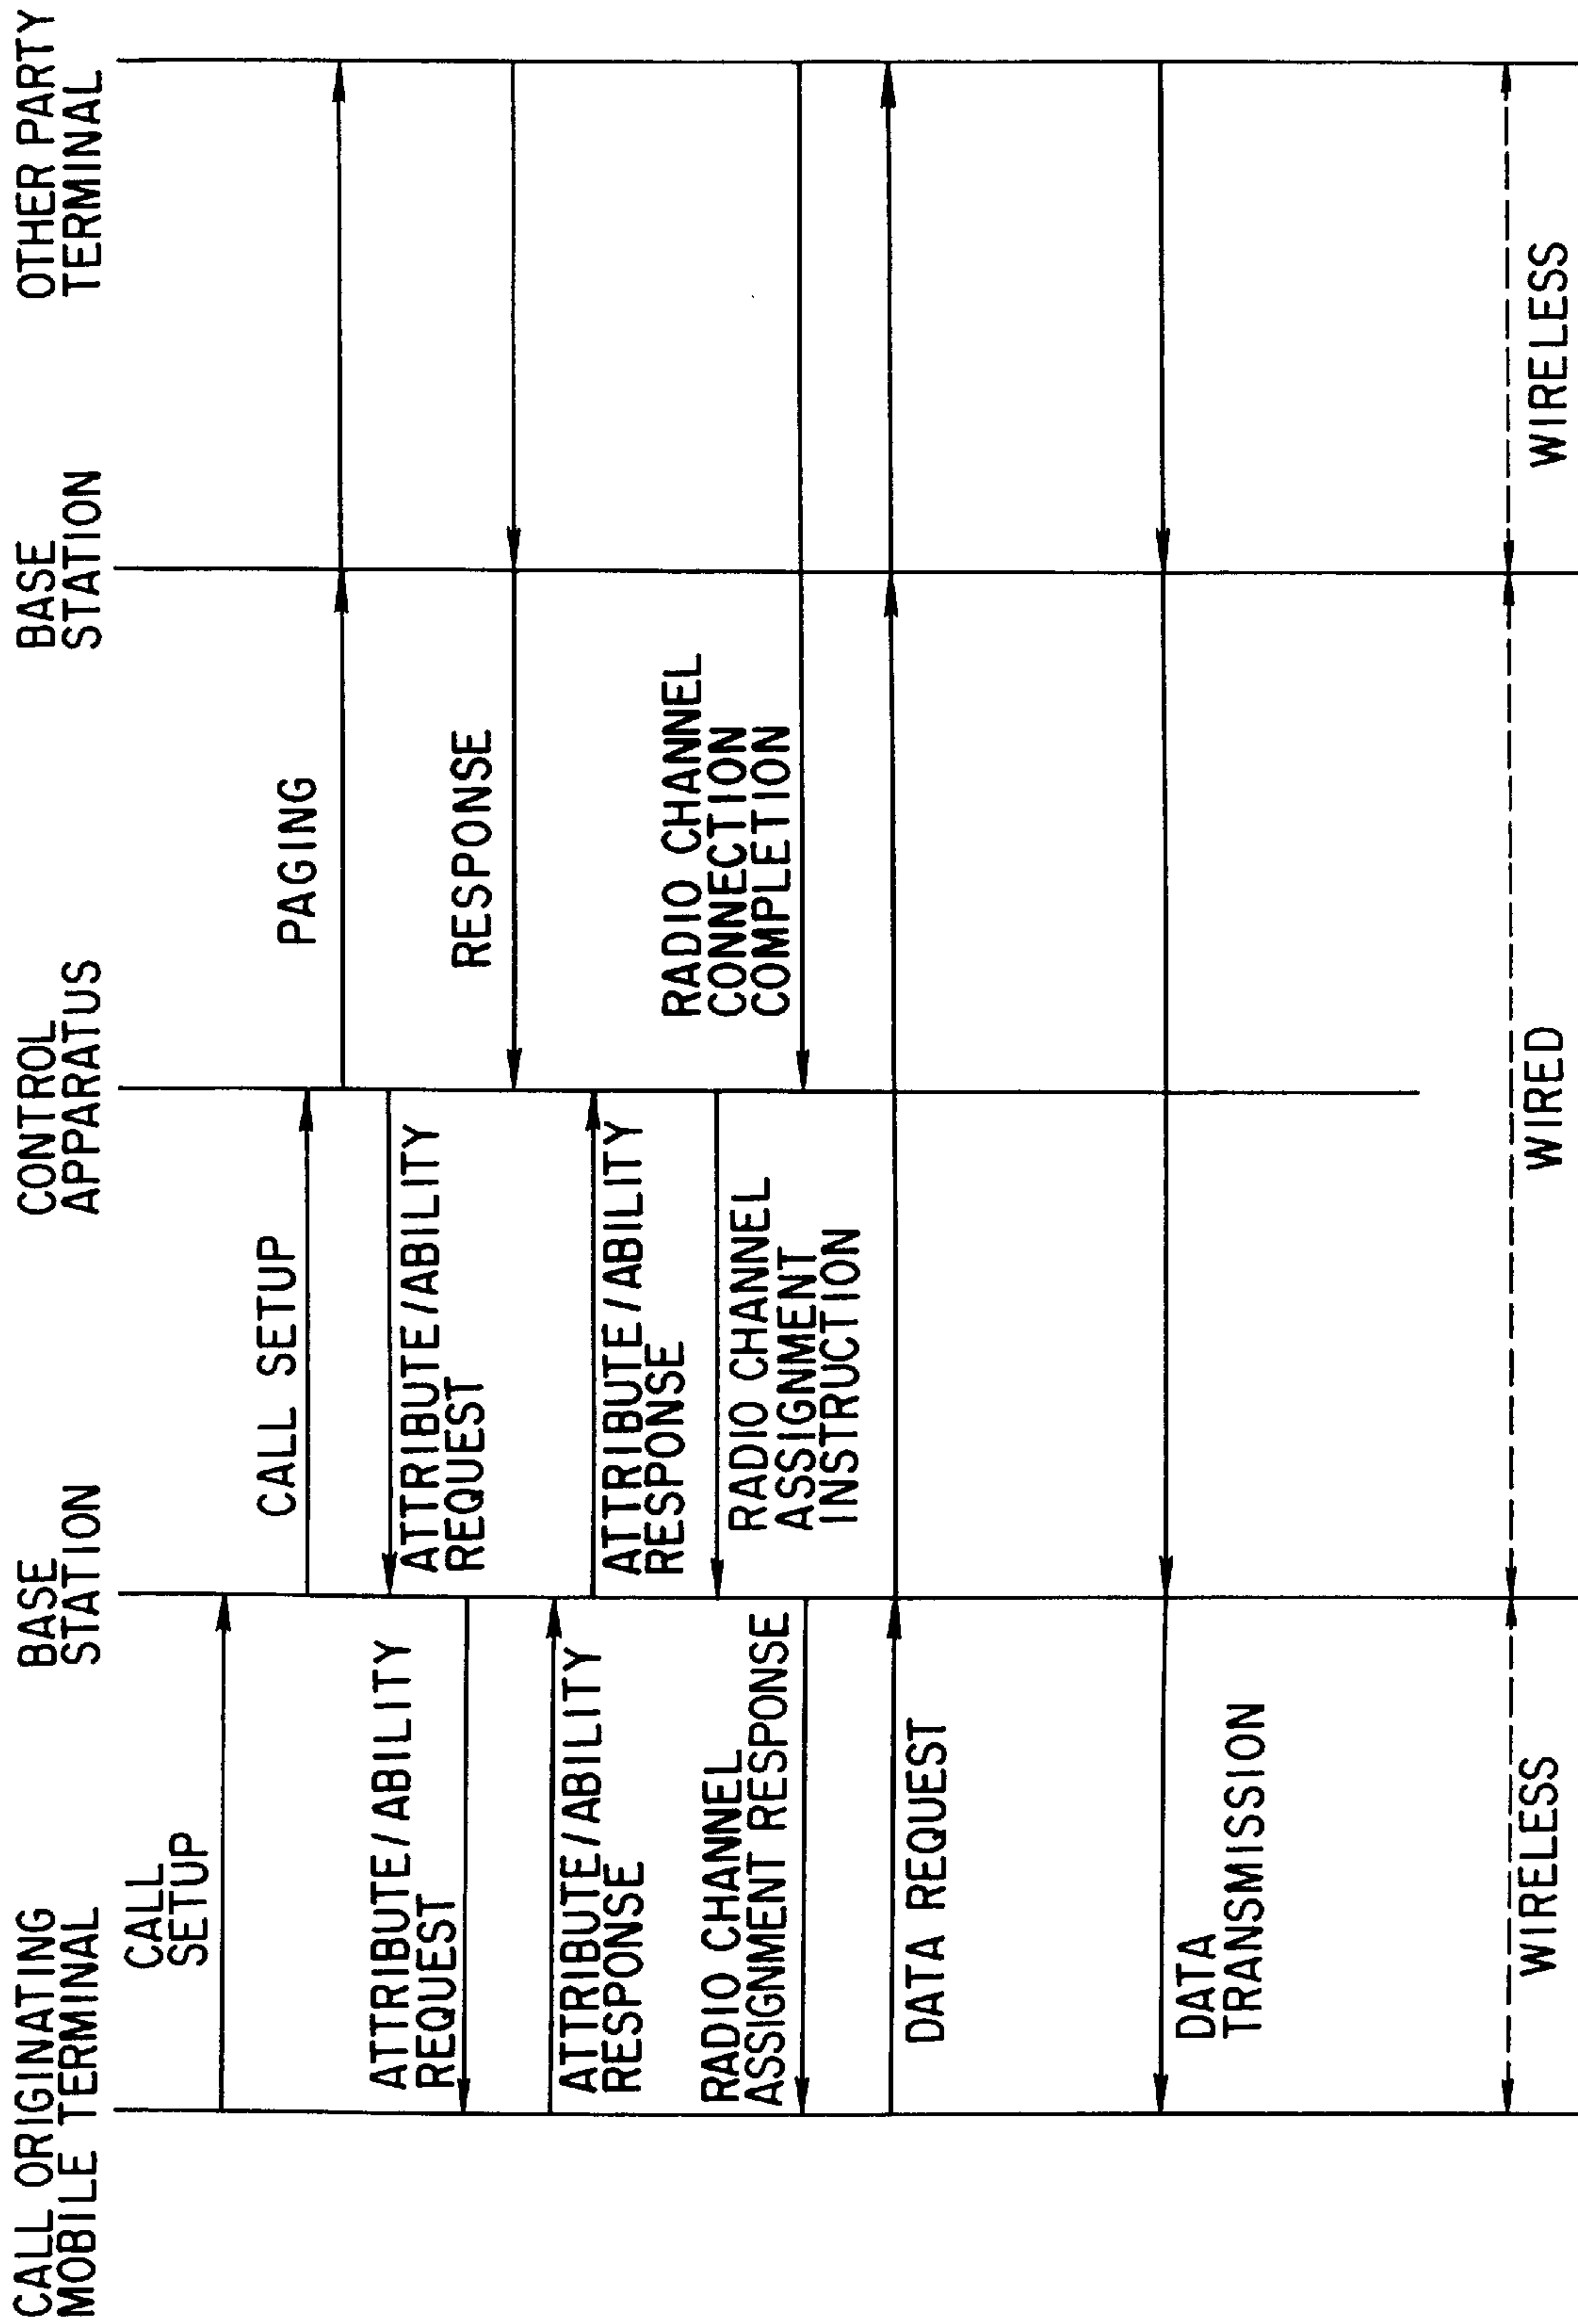 CALL ORIGINATING
MOBILE TERMINAL
BASE
STATION
CONTROL
APPARATUS
BASE
STATION
OTHER PARTY
TERMINAL
CALL
SETUP
CALL SETUP
PAGING
ATTRIBUTE/ABILITY
REQUEST
ATTRIBUTE/ABILITY
REQUEST
RESPONSE
ATTRIBUTE/ABILITY
RESPONSE
ATTRIBUTE/ABILITY
RESPONSE
RADIO CHANNEL
ASSIGNMENT
INSTRUCTION
RADIO CHANNEL
ASSIGNMENT RESPONSE
RADIO CHANNEL
CONNECTION
COMPLETION
DATA REQUEST
DATA
TRANSMISSION
WIRELESS
WIRED
WIRELESS